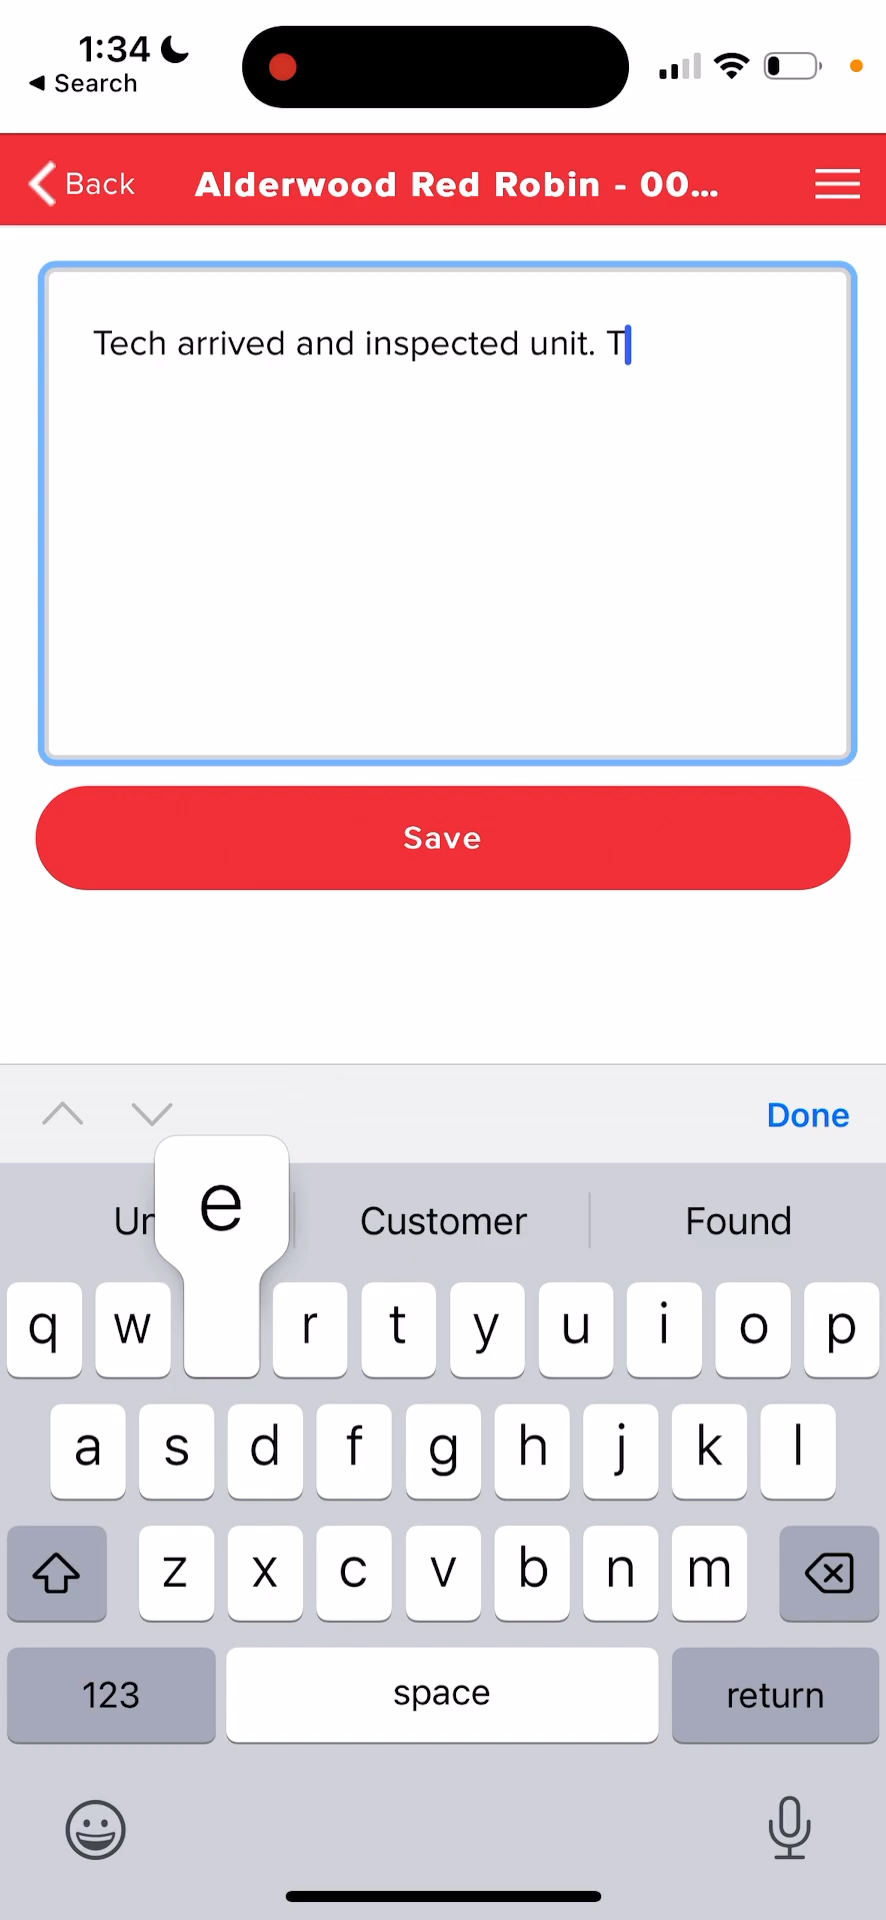 1:34
Search
Back
Alderwood Red Robin - 00...
Tech arrived and inspected unit. T
Save
Done
Customer
Found
e
q w r t y u i o p
a s d f g h j k l
z x c v b n m
123 space return